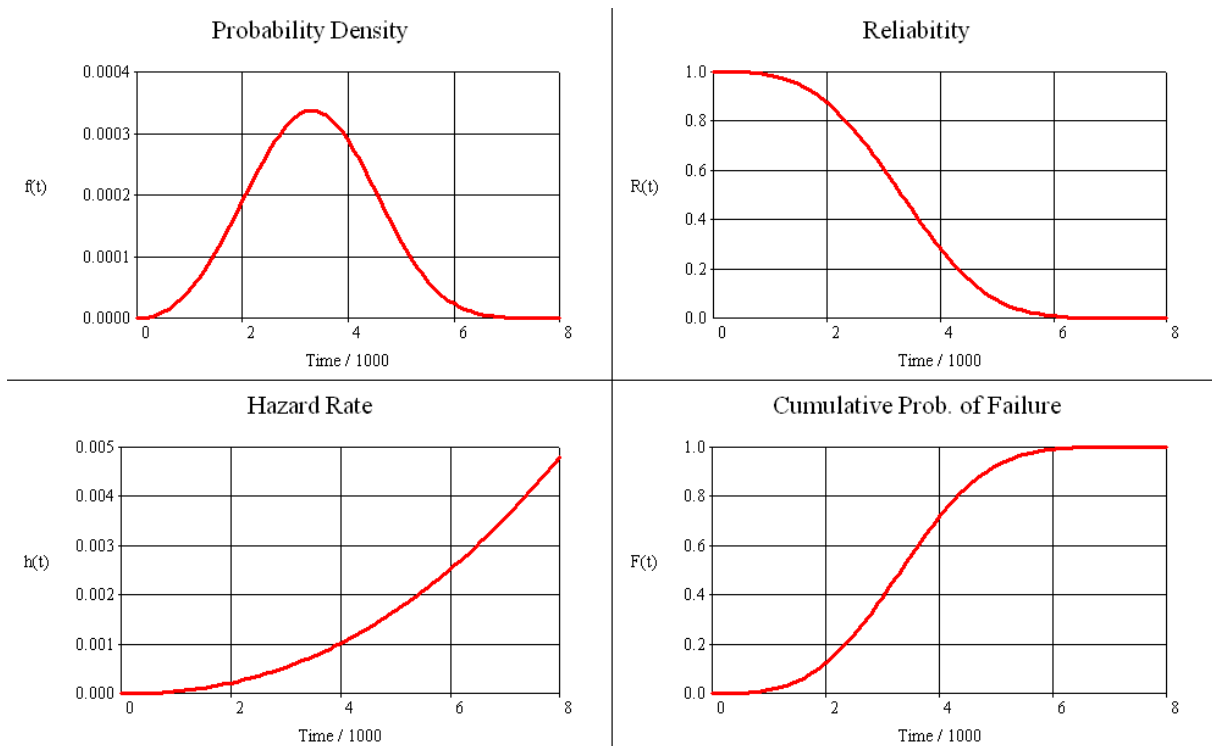 Probability Density
0.0004
0.0003
0.0002
0.0001
0.0000
f(t)
0 2 4 6 8
Time / 1000
Reliabitity
1.0
0.8
0.6
0.4
0.2
0.0
R(t)
0 2 4 6 8
Time / 1000
Hazard Rate
0.005
0.004
0.003
0.002
0.001
0.000
h(t)
0 2 4 6 8
Time / 1000
Cumulative Prob. of Failure
1.0
0.8
0.6
0.4
0.2
0.0
F(t)
0 2 4 6 8
Time / 1000